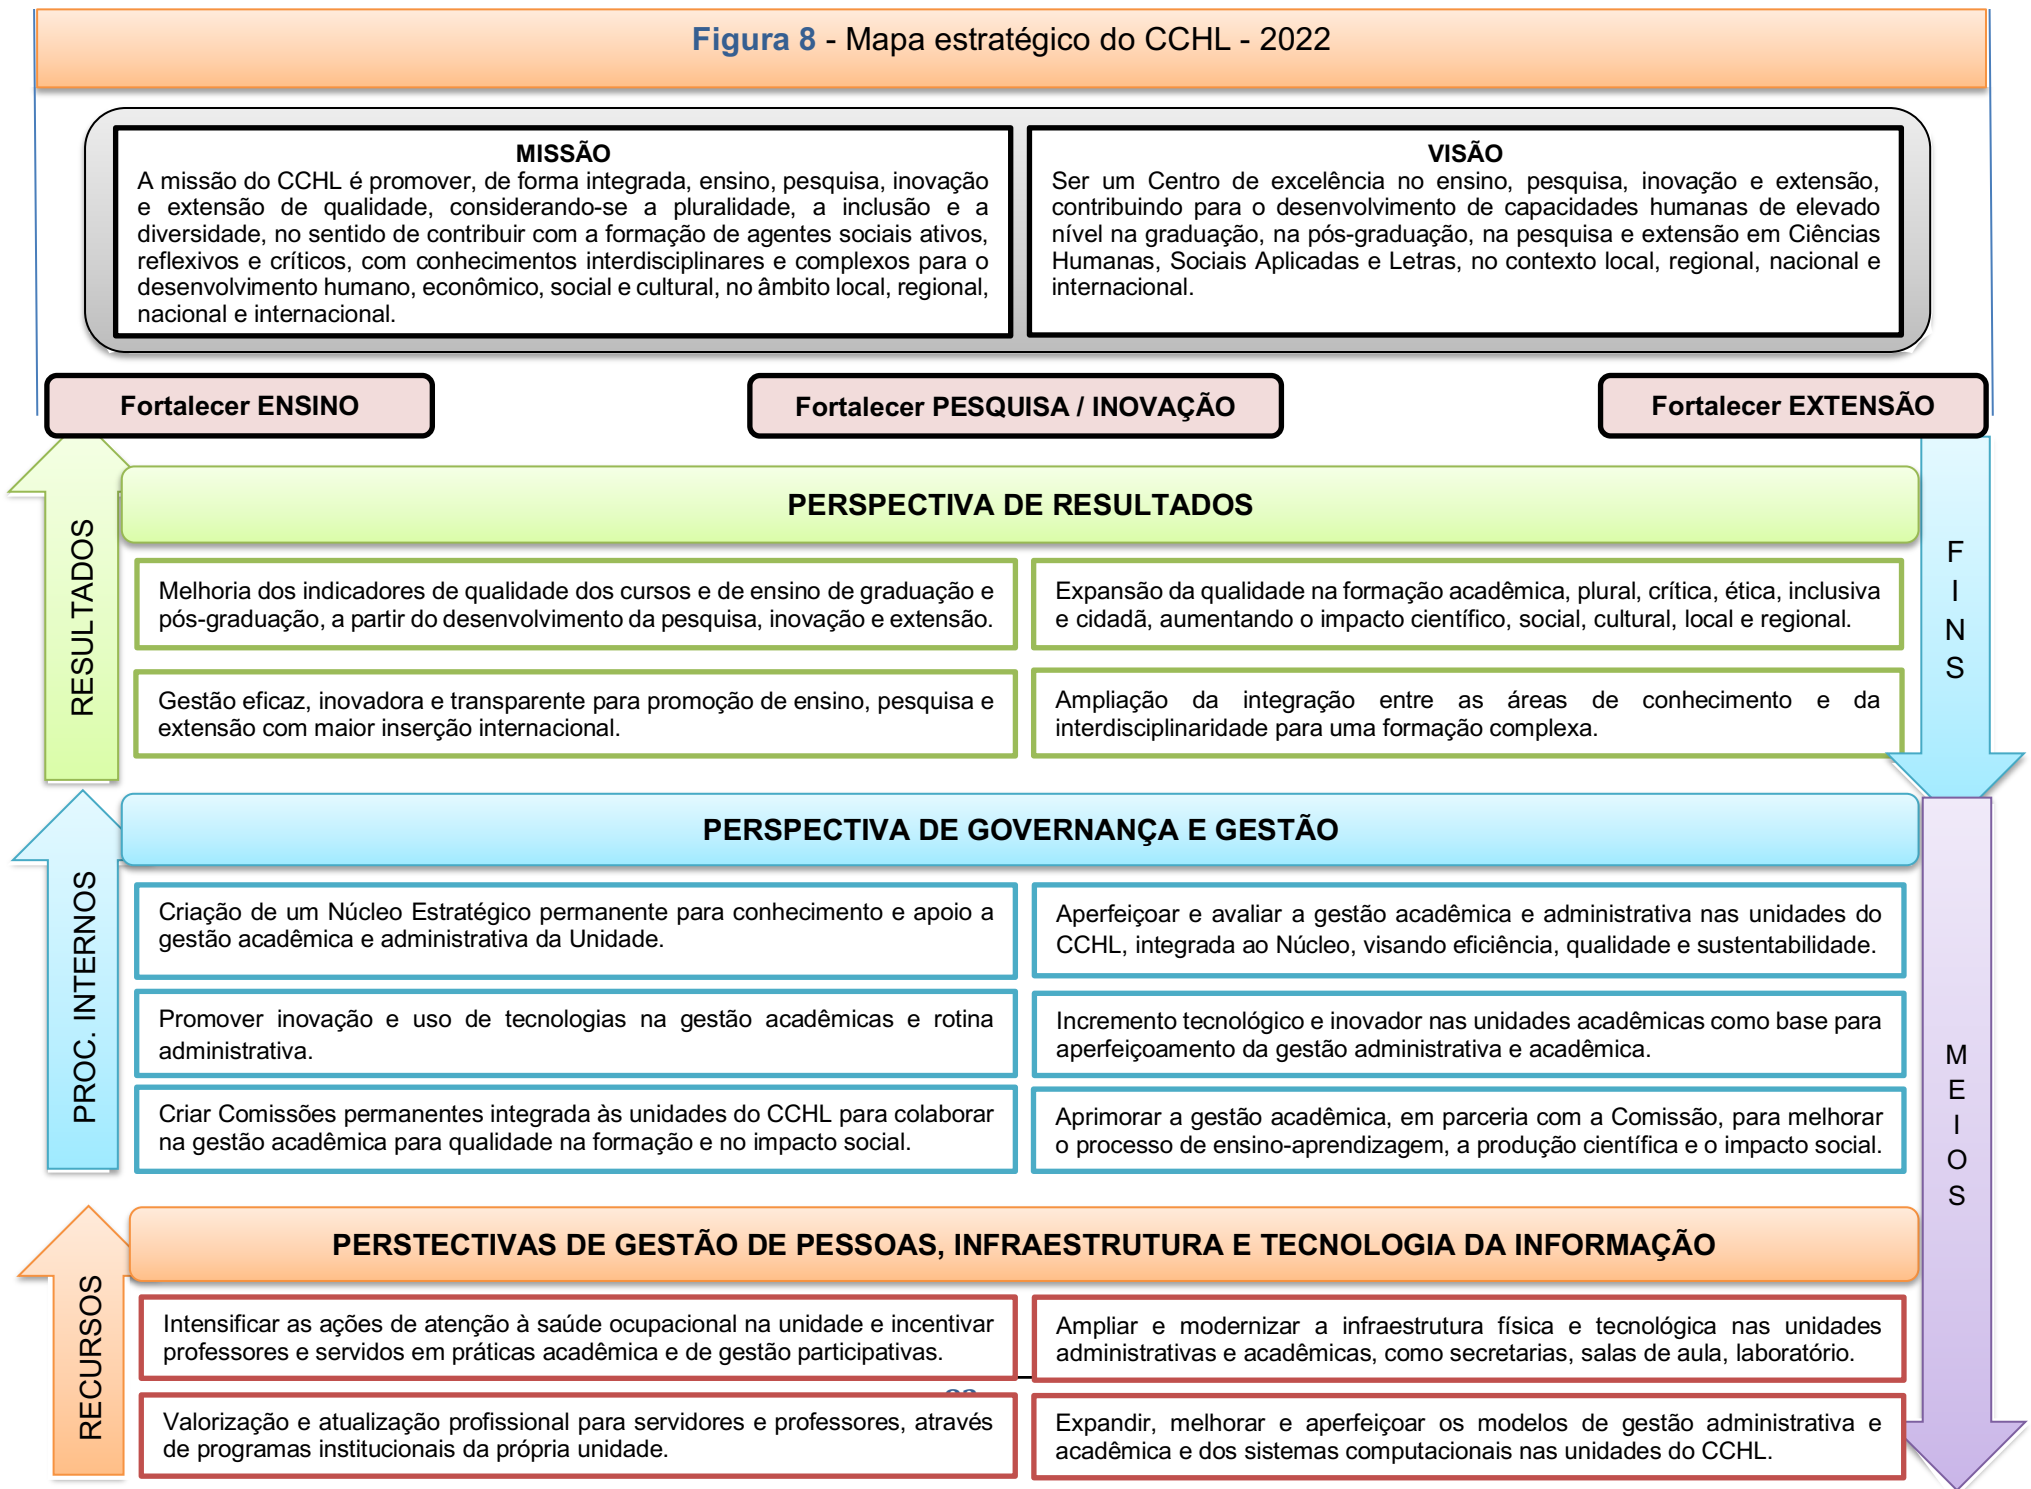 Figura 8 - Mapa estratégico do CCHL - 2022
MISSÃO
A missão do CCHL é promover, de forma integrada, ensino, pesquisa, inovação
e extensão de qualidade, considerando-se a pluralidade, a inclusão e a
diversidade, no sentido de contribuir com a formação de agentes sociais ativos,
reflexivos e críticos, com conhecimentos interdisciplinares e complexos para o
desenvolvimento humano, econômico, social e cultural, no âmbito local, regional,
nacional e internacional.
VISÃO
Ser um Centro de excelência no ensino, pesquisa, inovação e extensão,
contribuindo para o desenvolvimento de capacidades humanas de elevado
nível na graduação, na pós-graduação, na pesquisa e extensão em Ciências
Humanas, Sociais Aplicadas e Letras, no contexto local, regional, nacional e
internacional.
Fortalecer ENSINO
Fortalecer PESQUISA / INOVAÇÃO
Fortalecer EXTENSÃO
RESULTADOS
PERSPECTIVA DE RESULTADOS
Melhoria dos indicadores de qualidade dos cursos e de ensino de graduação e
pós-graduação, a partir do desenvolvimento da pesquisa, inovação e extensão.
Expansão da qualidade na formação acadêmica, plural, crítica, ética, inclusiva
e cidadã, aumentando o impacto científico, social, cultural, local e regional.
Gestão eficaz, inovadora e transparente para promoção de ensino, pesquisa e
extensão com maior inserção internacional.
Ampliação da integração entre as áreas de conhecimento e da
interdisciplinaridade para uma formação complexa.
F
I
N
S
PROC. INTERNOS
PERSPECTIVA DE GOVERNANÇA E GESTÃO
Criação de um Núcleo Estratégico permanente para conhecimento e apoio a
gestão acadêmica e administrativa da Unidade.
Aperfeiçoar e avaliar a gestão acadêmica e administrativa nas unidades do
CCHL, integrada ao Núcleo, visando eficiência, qualidade e sustentabilidade.
Promover inovação e uso de tecnologias na gestão acadêmicas e rotina
administrativa.
Incremento tecnológico e inovador nas unidades acadêmicas como base para
aperfeiçoamento da gestão administrativa e acadêmica.
Criar Comissões permanentes integrada às unidades do CCHL para colaborar
na gestão acadêmica para qualidade na formação e no impacto social.
Aprimorar a gestão acadêmica, em parceria com a Comissão, para melhorar
o processo de ensino-aprendizagem, a produção científica e o impacto social.
M
E
I
O
S
RECURSOS
PERSTECTIVAS DE GESTÃO DE PESSOAS, INFRAESTRUTURA E TECNOLOGIA DA INFORMAÇÃO
Intensificar as ações de atenção à saúde ocupacional na unidade e incentivar
professores e servidos em práticas acadêmica e de gestão participativas.
Ampliar e modernizar a infraestrutura física e tecnológica nas unidades
administrativas e acadêmicas, como secretarias, salas de aula, laboratório.
Valorização e atualização profissional para servidores e professores, através
de programas institucionais da própria unidade.
Expandir, melhorar e aperfeiçoar os modelos de gestão administrativa e
acadêmica e dos sistemas computacionais nas unidades do CCHL.